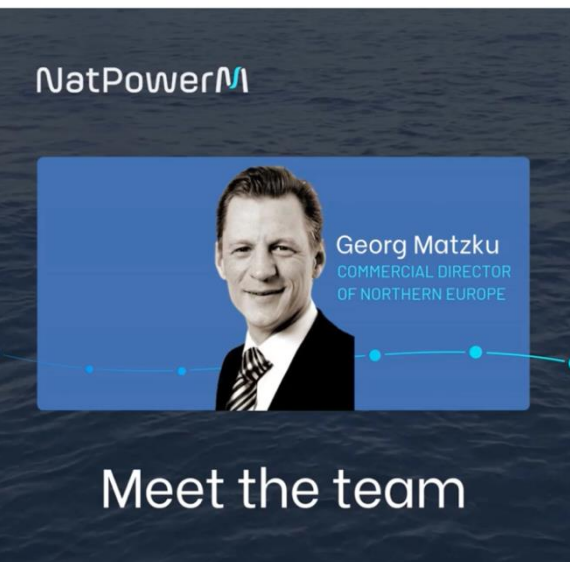 NatPowerM
Georg Matzku
COMMERCIAL DIRECTOR
OF NORTHERN EUROPE
Meet the team